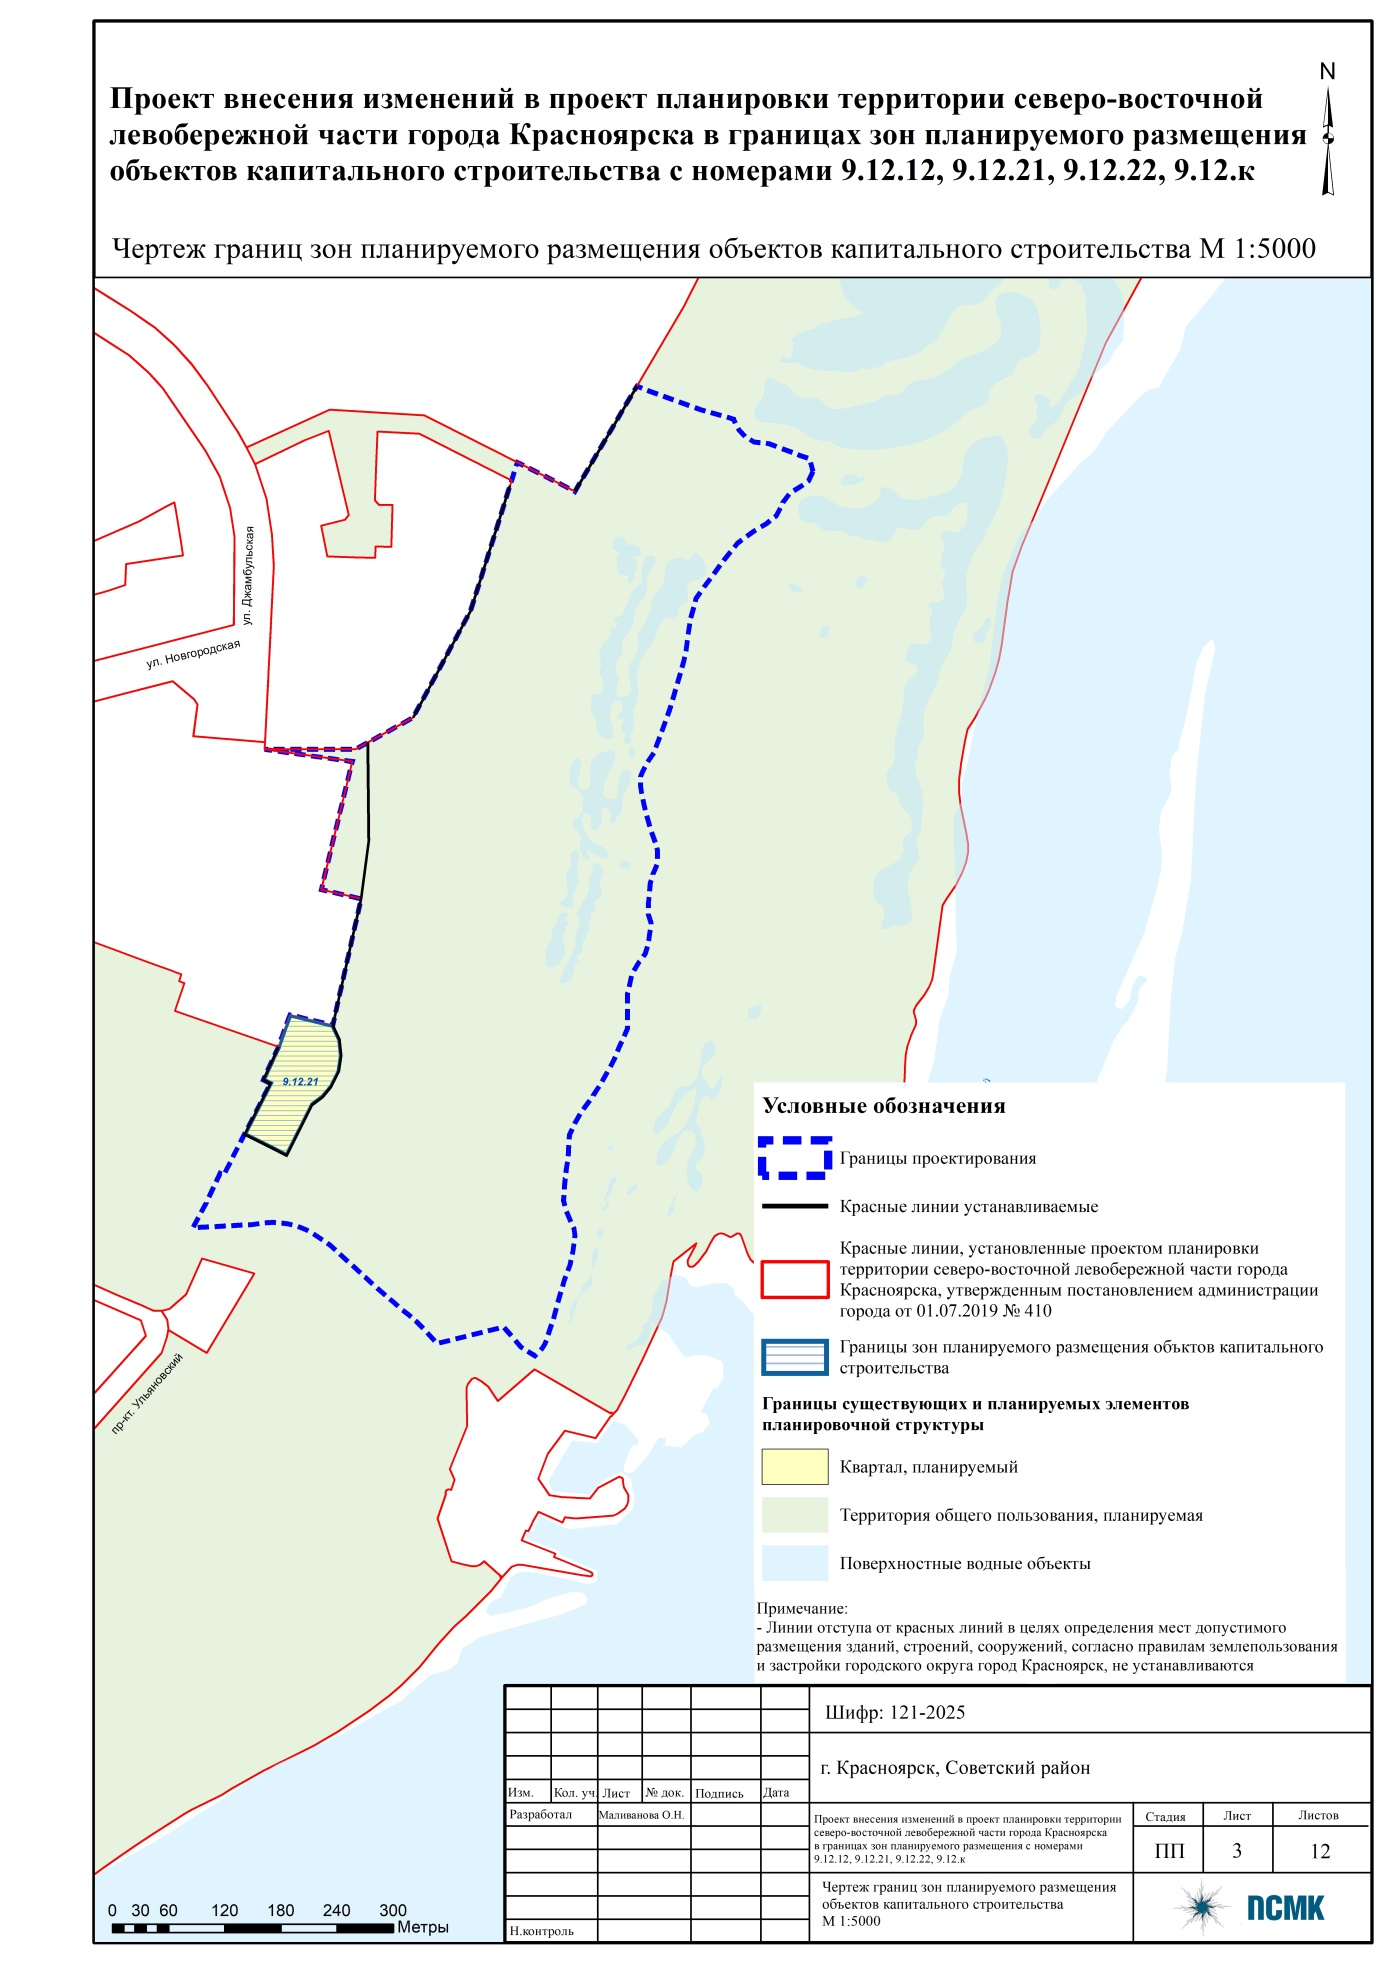 N
Проект внесения изменений в проект планировки территории северо-восточной
левобережной части города Красноярска в границах зон планируемого размещения
объектов капитального строительства с номерами 9.12.12, 9.12.21, 9.12.22, 9.12.к
Чертеж границ зон планируемого размещения объектов капитального строительства М 1:5000
ул. Джамбульская
ул. Новгородская
9.12.21
пр-кт. Ульяновский
Условные обозначения
Границы проектирования
Красные линии устанавливаемые
Красные линии, установленные проектом планировки
территории северо-восточной левобережной части города
Красноярска, утвержденным постановлением администрации
города от 01.07.2019 № 410
Границы зон планируемого размещения объктов капитального
строительства
Границы существующих и планируемых элементов
планировочной структуры
Квартал, планируемый
Территория общего пользования, планируемая
Поверхностные водные объекты
Примечание:
- Линии отступа от красных линий в целях определения мест допустимого
размещения зданий, строений, сооружений, согласно правилам землепользования
и застройки городского округа город Красноярск, не устанавливаются
Шифр: 121-2025
г. Красноярск, Советский район
Изм. Кол. уч. Лист № док. Подпись Дата
Разработал Маливанова О.Н.
Проект внесения изменений в проект планировки территории
северо-восточной левобережной части города Красноярска
в границах зон планируемого размещения с номерами
9.12.12, 9.12.21, 9.12.22, 9.12.к
Стадия Лист Листов
ПП 3 12
Чертеж границ зон планируемого размещения
объектов капитального строительства
М 1:5000
Н.контроль
ПСМК
0 30 60 120 180 240 300
Метры